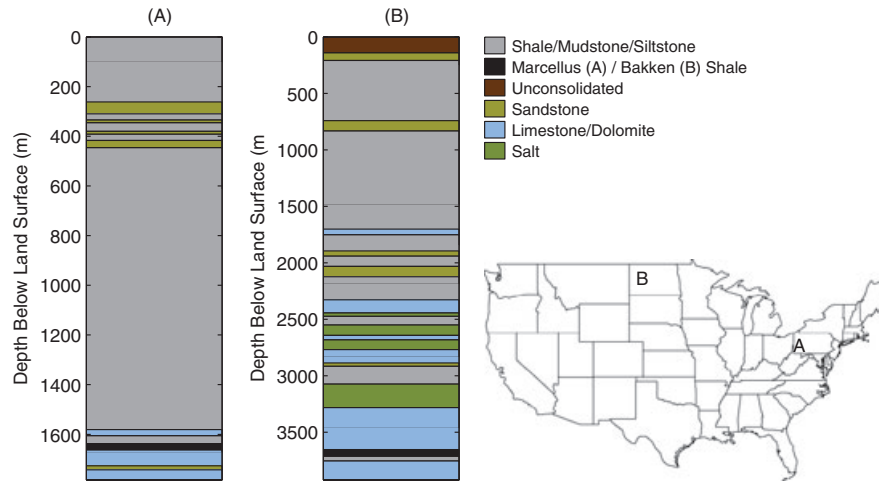 (A)
(B)
0
200
400
600
800
1000
1200
1400
1600
Depth Below Land Surface (m)
0
500
1000
1500
2000
2500
3000
3500
Depth Below Land Surface (m
Shale/Mudstone/Siltstone
Marcellus (A) / Bakken (B) Shale
Unconsolidated
Sandstone
Limestone/Dolomite
Salt
B
A